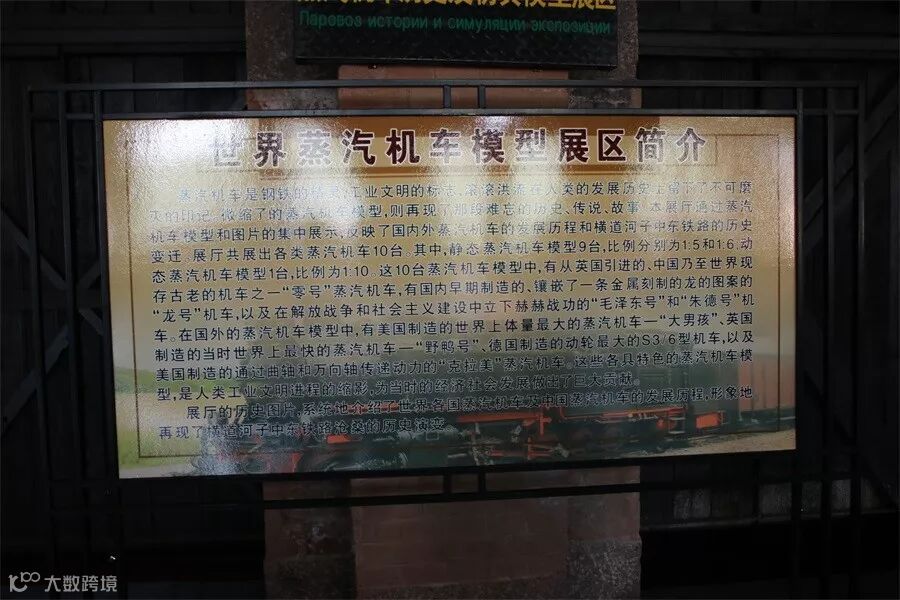 模型展区
Паровоз истории и симуляции экспозиции
世界蒸汽机车模型展区简介
蒸汽机车是钢铁的精灵,工业文明的标志,滚滚洪流在人类的发展历史上留下了不可磨
灭的印记。微缩了的蒸汽机车模型,则再现了那段难忘的历史、传说、故事。本展厅通过蒸汽
机车模型和图片的集中展示,反映了国内外蒸汽机车的发展历程和横道河子中东铁路的历史
变迁。展厅共展出各类蒸汽机车10台。其中,静态蒸汽机车模型9台,比例分别为1:5和1:6,动
态蒸汽机车模型1台,比例为1:10。这10台蒸汽机车模型中,有从英国引进的、中国乃至世界现
存古老的机车之一“零号”蒸汽机车,有国内早期制造的、镶嵌了一条金属刻制的龙的图案的
“龙号”机车,以及在解放战争和社会主义建设中立下赫赫战功的“毛泽东号”和“朱德号”机
车。在国外的蒸汽机车模型中,有美国制造的世界上体量最大的蒸汽机车—“大男孩”、英国
制造的当时世界上最快的蒸汽机车—“野鸭号”、德国制造的动轮最大的S3/6型机车,以及
美国制造的通过曲轴和万向轴传递动力的“克拉美”蒸汽机车。这些各具特色的蒸汽机车模
型,是人类工业文明进程的缩影,为当时的经济社会发展做出了巨大贡献。
展厅的历史图片,系统地介绍了世界各国蒸汽机车及中国蒸汽机车的发展历程,形象地
再现了横道河子中东铁路沧桑的历史演变。
大数跨境